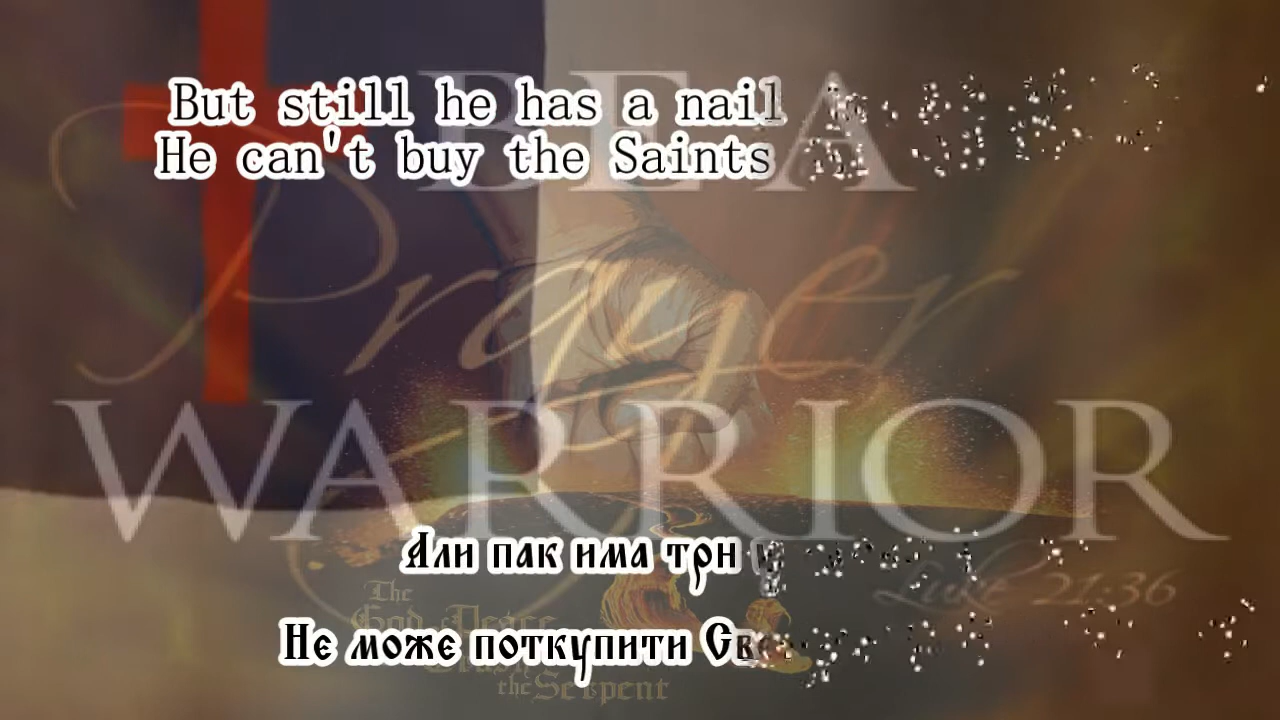 But still he has a nail
He can't buy the Saints
BE A
Prayer
WARRIOR
Али пак има трн
Luke 21:36
The
God of Peace
Не може поткупити
the Serpent